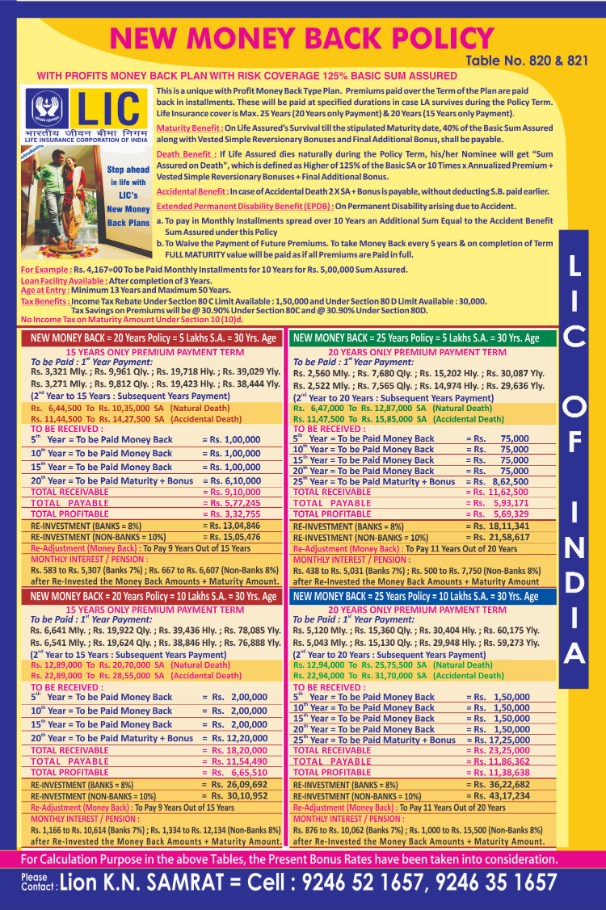 NEW MONEY BACK POLICY
Table No. 820 & 821
WITH PROFITS MONEY BACK PLAN WITH RISK COVERAGE 125% BASIC SUM ASSURED
LIC
भारतीय जीवन बीमा निगम
LIFE INSURANCE CORPORATION OF INDIA
Step ahead
in life with
LIC's
New Money
Back Plans
This is a unique with Profit Money Back Type Plan. Premiums paid over the Term of the Plan are paid
back in installments. These will be paid at specified durations in case LA survives during the Policy Term.
Life Insurance cover is Max. 25 Years (20 Years only Payment) & 20 Years (15 Years only Payment).
Maturity Benefit : On Life Assured's Survival till the stipulated Maturity date, 40% of the Basic Sum Assured
along with Vested Simple Reversionary Bonuses and Final Additional Bonus, shall be payable.
Death Benefit : If Life Assured dies naturally during the Policy Term, his/her Nominee will get "Sum
Assured on Death", which is defined as Higher of 125% of the Basic SA or 10 Times x Annualized Premium +
Vested Simple Reversionary Bonuses + Final Additional Bonus.
Accidental Benefit : In case of Accidental Death 2 X SA + Bonus is payable, without deducting S.B. paid earlier.
Extended Permanent Disability Benefit (EPDB) : On Permanent Disability arising due to Accident.
a. To pay in Monthly Installments spread over 10 Years an Additional Sum Equal to the Accident Benefit
Sum Assured under this Policy
b. To Waive the Payment of Future Premiums. To take Money Back every 5 years & on completion of Term
FULL MATURITY value will be paid as if all Premiums are Paid in full.
For Example : Rs. 4,167=00 To be Paid Monthly Installments for 10 Years for Rs. 5,00,000 Sum Assured.
Loan Facility Available : After completion of 3 Years.
Age at Entry : Minimum 13 Years and Maximum 50 Years.
Tax Benefits : Income Tax Rebate Under Section 80 C Limit Available : 1,50,000 and Under Section 80 D Limit Available : 30,000.
Tax Savings on Premiums will be @ 30.90% Under Section 80C and @ 30.90% Under Section 80D.
No Income Tax on Maturity Amount Under Section 10 (10)d.
LIC OF INDIA
NEW MONEY BACK = 20 Years Policy = 5 Lakhs S.A. = 30 Yrs. Age
15 YEARS ONLY PREMIUM PAYMENT TERM
To be Paid : 1st Year Payment:
Rs. 3,321 Mly. ; Rs. 9,961 Qly. ; Rs. 19,718 Hly. ; Rs. 39,029 Yly.
Rs. 3,271 Mly. ; Rs. 9,812 Qly. ; Rs. 19,423 Hly. ; Rs. 38,444 Yly.
(2nd Year to 15 Years : Subsequent Years Payment)
Rs. 6,44,500 To Rs. 10,35,000 SA (Natural Death)
Rs. 11,44,500 To Rs. 14,27,500 SA (Accidental Death)
TO BE RECEIVED :
5th Year = To be Paid Money Back = Rs. 1,00,000
10th Year = To be Paid Money Back = Rs. 1,00,000
15th Year = To be Paid Money Back = Rs. 1,00,000
20th Year = To be Paid Maturity + Bonus = Rs. 6,10,000
TOTAL RECEIVABLE = Rs. 9,10,000
TOTAL PAYABLE = Rs. 5,77,245
TOTAL PROFITABLE = Rs. 3,32,755
RE-INVESTMENT (BANKS = 8%) = Rs. 13,04,846
RE-INVESTMENT (NON-BANKS = 10%) = Rs. 15,05,476
Re-Adjustment (Money Back) : To Pay 9 Years Out of 15 Years
MONTHLY INTEREST / PENSION :
Rs. 583 to Rs. 5,307 (Banks 7%) ; Rs. 667 to Rs. 6,607 (Non-Banks 8%)
after Re-Invested the Money Back Amounts + Maturity Amount.
NEW MONEY BACK = 25 Years Policy = 5 Lakhs S.A. = 30 Yrs. Age
20 YEARS ONLY PREMIUM PAYMENT TERM
To be Paid : 1st Year Payment:
Rs. 2,560 Mly. ; Rs. 7,680 Qly. ; Rs. 15,202 Hly. ; Rs. 30,087 Yly.
Rs. 2,522 Mly. ; Rs. 7,565 Qly. ; Rs. 14,974 Hly. ; Rs. 29,636 Yly.
(2nd Year to 20 Years : Subsequent Years Payment)
Rs. 6,47,000 To Rs. 12,87,000 SA (Natural Death)
Rs. 11,47,500 To Rs. 15,85,000 SA (Accidental Death)
TO BE RECEIVED :
5th Year = To be Paid Money Back = Rs. 75,000
10th Year = To be Paid Money Back = Rs. 75,000
15th Year = To be Paid Money Back = Rs. 75,000
20th Year = To be Paid Money Back = Rs. 75,000
25th Year = To be Paid Maturity + Bonus = Rs. 8,62,500
TOTAL RECEIVABLE = Rs. 11,62,500
TOTAL PAYABLE = Rs. 5,93,171
TOTAL PROFITABLE = Rs. 5,69,329
RE-INVESTMENT (BANKS = 8%) = Rs. 18,11,341
RE-INVESTMENT (NON-BANKS = 10%) = Rs. 21,58,617
Re-Adjustment (Money Back) : To Pay 11 Years Out of 20 Years
MONTHLY INTEREST / PENSION :
Rs. 438 to Rs. 5,031 (Banks 7%) ; Rs. 500 to Rs. 7,750 (Non-Banks 8%)
after Re-Invested the Money Back Amounts + Maturity Amount
NEW MONEY BACK = 20 Years Policy = 10 Lakhs S.A. = 30 Yrs. Age
15 YEARS ONLY PREMIUM PAYMENT TERM
To be Paid : 1st Year Payment:
Rs. 6,641 Mly. ; Rs. 19,922 Qly. ; Rs. 39,436 Hly. ; Rs. 78,085 Yly.
Rs. 6,541 Mly. ; Rs. 19,624 Qly. ; Rs. 38,846 Hly. ; Rs. 76,888 Yly.
(2nd Year to 15 Years : Subsequent Years Payment)
Rs. 12,89,000 To Rs. 20,70,000 SA (Natural Death)
Rs. 22,89,000 To Rs. 28,55,000 SA (Accidental Death)
TO BE RECEIVED :
5th Year = To be Paid Money Back = Rs. 2,00,000
10th Year = To be Paid Money Back = Rs. 2,00,000
15th Year = To be Paid Money Back = Rs. 2,00,000
20th Year = To be Paid Maturity + Bonus = Rs. 12,20,000
TOTAL RECEIVABLE = Rs. 18,20,000
TOTAL PAYABLE = Rs. 11,54,490
TOTAL PROFITABLE = Rs. 6,65,510
RE-INVESTMENT (BANKS = 8%) = Rs. 26,09,692
RE-INVESTMENT (NON-BANKS = 10%) = Rs. 30,10,952
Re-Adjustment (Money Back) : To Pay 9 Years Out of 15 Years
MONTHLY INTEREST / PENSION :
Rs. 1,166 to Rs. 10,614 (Banks 7%) ; Rs. 1,334 to Rs. 12,134 (Non-Banks 8%)
after Re-Invested the Money Back Amounts + Maturity Amount.
NEW MONEY BACK = 25 Years Policy = 10 Lakhs S.A. = 30 Yrs. Age
20 YEARS ONLY PREMIUM PAYMENT TERM
To be Paid : 1st Year Payment:
Rs. 5,120 Mly. ; Rs. 15,360 Qly. ; Rs. 30,404 Hly. ; Rs. 60,175 Yly.
Rs. 5,043 Mly. ; Rs. 15,130 Qly. ; Rs. 29,948 Hly. ; Rs. 59,273 Yly.
(2nd Year to 20 Years : Subsequent Years Payment)
Rs. 12,94,000 To Rs. 25,75,500 SA (Natural Death)
Rs. 22,94,000 To Rs. 31,70,000 SA (Accidental Death)
TO BE RECEIVED :
5th Year = To be Paid Money Back = Rs. 1,50,000
10th Year = To be Paid Money Back = Rs. 1,50,000
15th Year = To be Paid Money Back = Rs. 1,50,000
20th Year = To be Paid Money Back = Rs. 1,50,000
25th Year = To be Paid Maturity + Bonus = Rs. 17,25,000
TOTAL RECEIVABLE = Rs. 23,25,000
TOTAL PAYABLE = Rs. 11,86,362
TOTAL PROFITABLE = Rs. 11,38,638
RE-INVESTMENT (BANKS = 8%) = Rs. 36,22,682
RE-INVESTMENT (NON-BANKS = 10%) = Rs. 43,17,234
Re-Adjustment (Money Back) : To Pay 11 Years Out of 20 Years
MONTHLY INTEREST / PENSION :
Rs. 876 to Rs. 10,062 (Banks 7%) ; Rs. 1,000 to Rs. 15,500 (Non-Banks 8%)
after Re-Invested the Money Back Amounts + Maturity Amount.
For Calculation Purpose in the above Tables, the Present Bonus Rates have been taken into consideration.
Please Contact : Lion K.N. SAMRAT = Cell : 9246 52 1657, 9246 35 1657